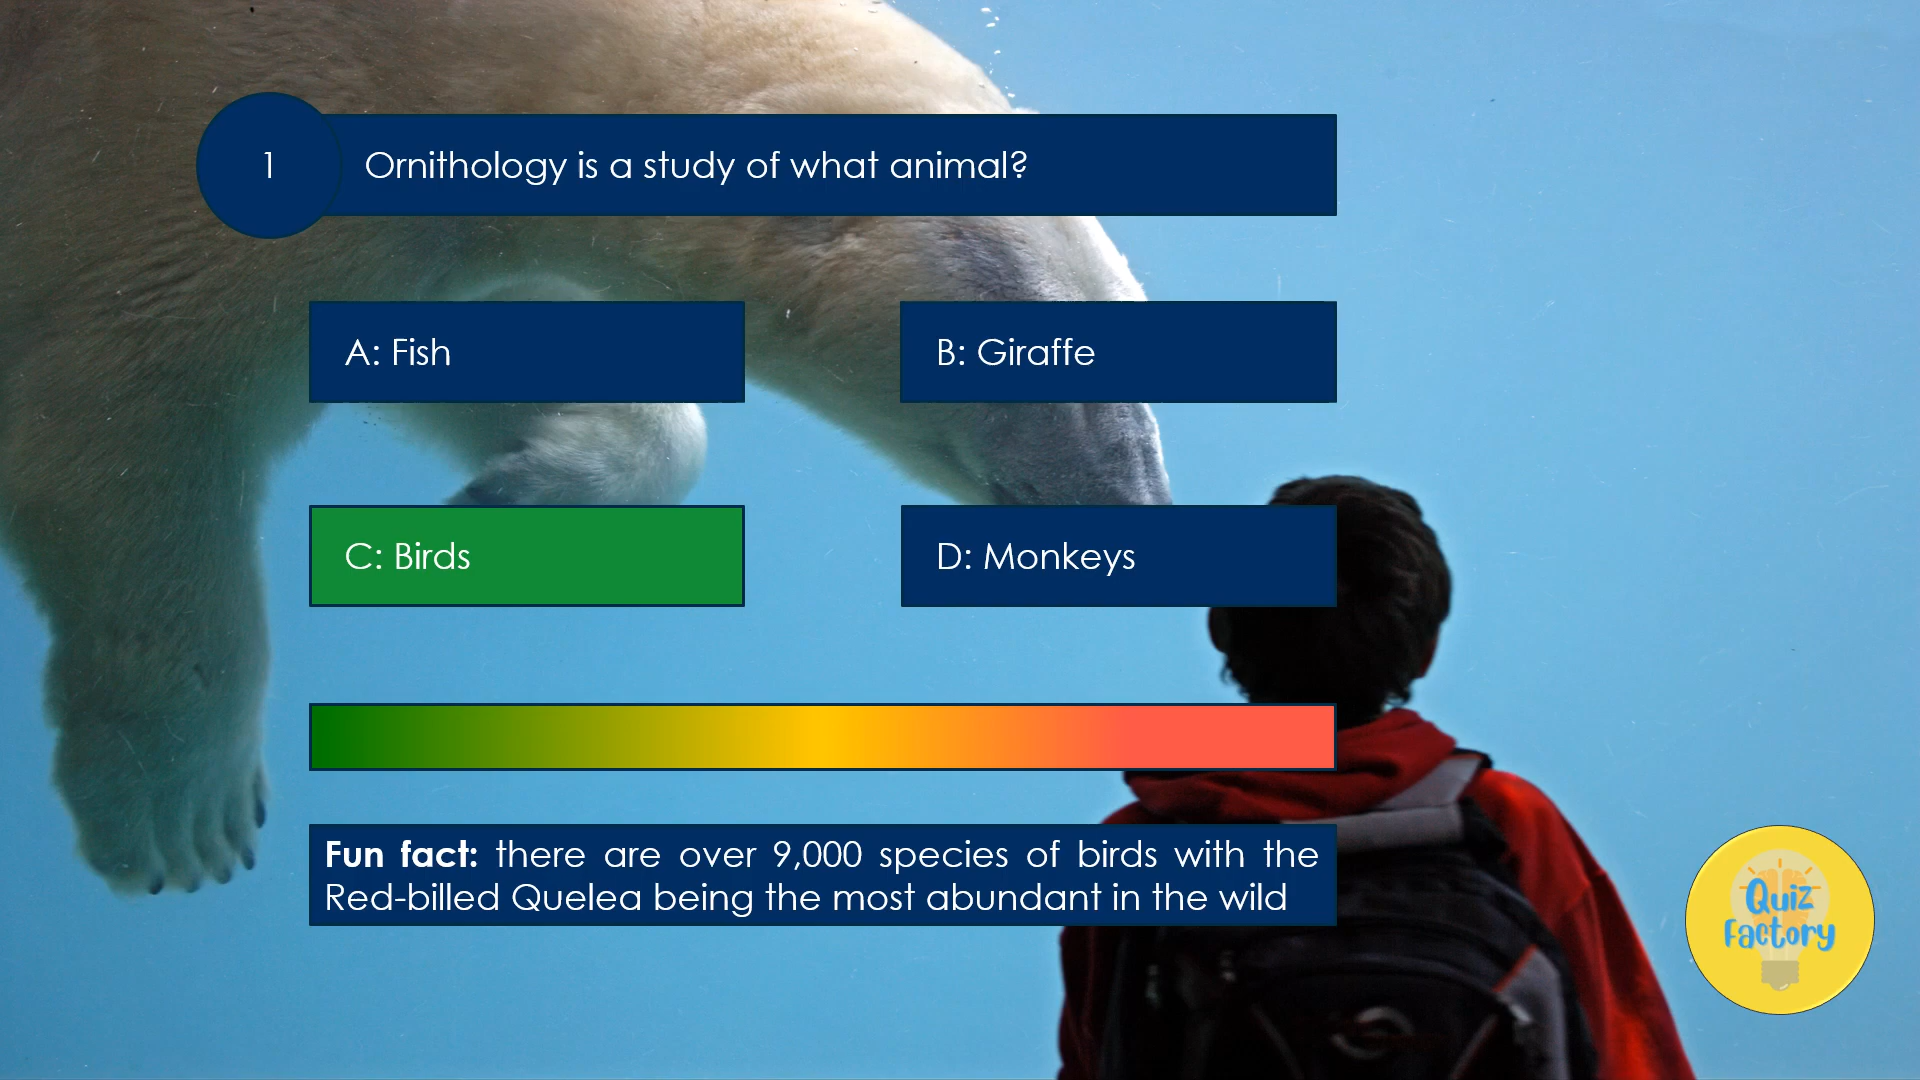 1
Ornithology is a study of what animal?
A: Fish
B: Giraffe
C: Birds
D: Monkeys
Fun fact: there are over 9,000 species of birds with the
Red-billed Quelea being the most abundant in the wild
Quiz
Factory